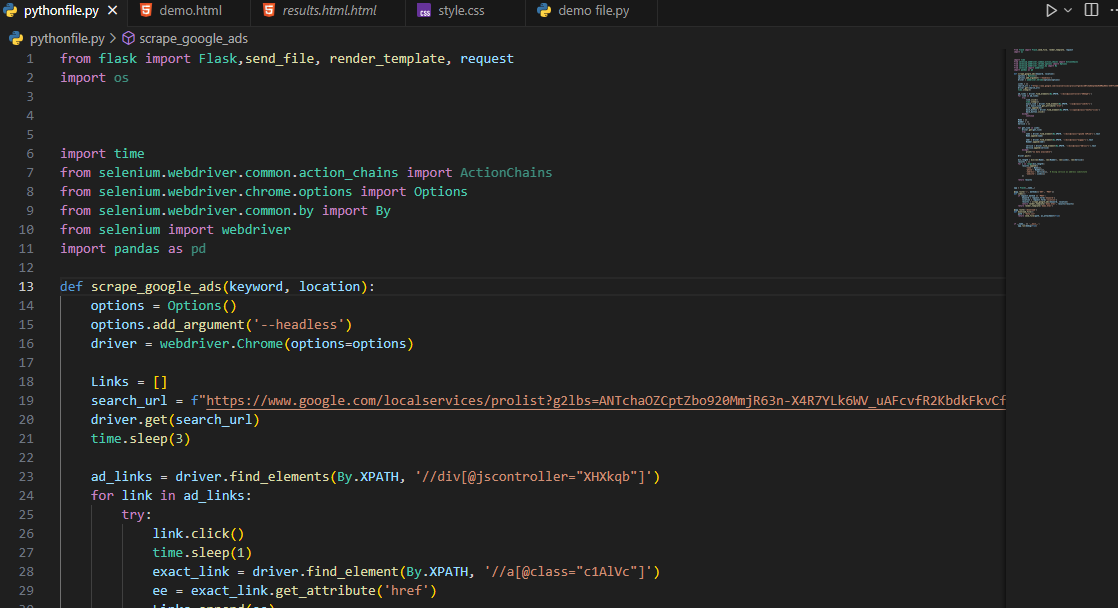 pythonfile.py demo.html results.html.html style.css demo file.py
pythonfile.py > scrape_google_ads
1 from flask import Flask,send_file, render_template, request
2 import os
3
4
5
6 import time
7 from selenium.webdriver.common.action_chains import ActionChains
8 from selenium.webdriver.chrome.options import Options
9 from selenium.webdriver.common.by import By
10 from selenium import webdriver
11 import pandas as pd
12
13 def scrape_google_ads(keyword, location):
14     options = Options()
15     options.add_argument('--headless')
16     driver = webdriver.Chrome(options=options)
17
18     Links = []
19     search_url = f"https://www.google.com/localservices/prolist?g2lbs=ANTchaOZCptZbo920MmjR63n-X4R7YLk6WV_uAFcvfR2KbdkFkvCf
20     driver.get(search_url)
21     time.sleep(3)
22
23     ad_links = driver.find_elements(By.XPATH, '//div[@jscontroller="XHXkqb"]')
24     for link in ad_links:
25         try:
26             link.click()
27             time.sleep(1)
28             exact_link = driver.find_element(By.XPATH, '//a[@class="c1AlVc"]')
29             ee = exact_link.get_attribute('href')